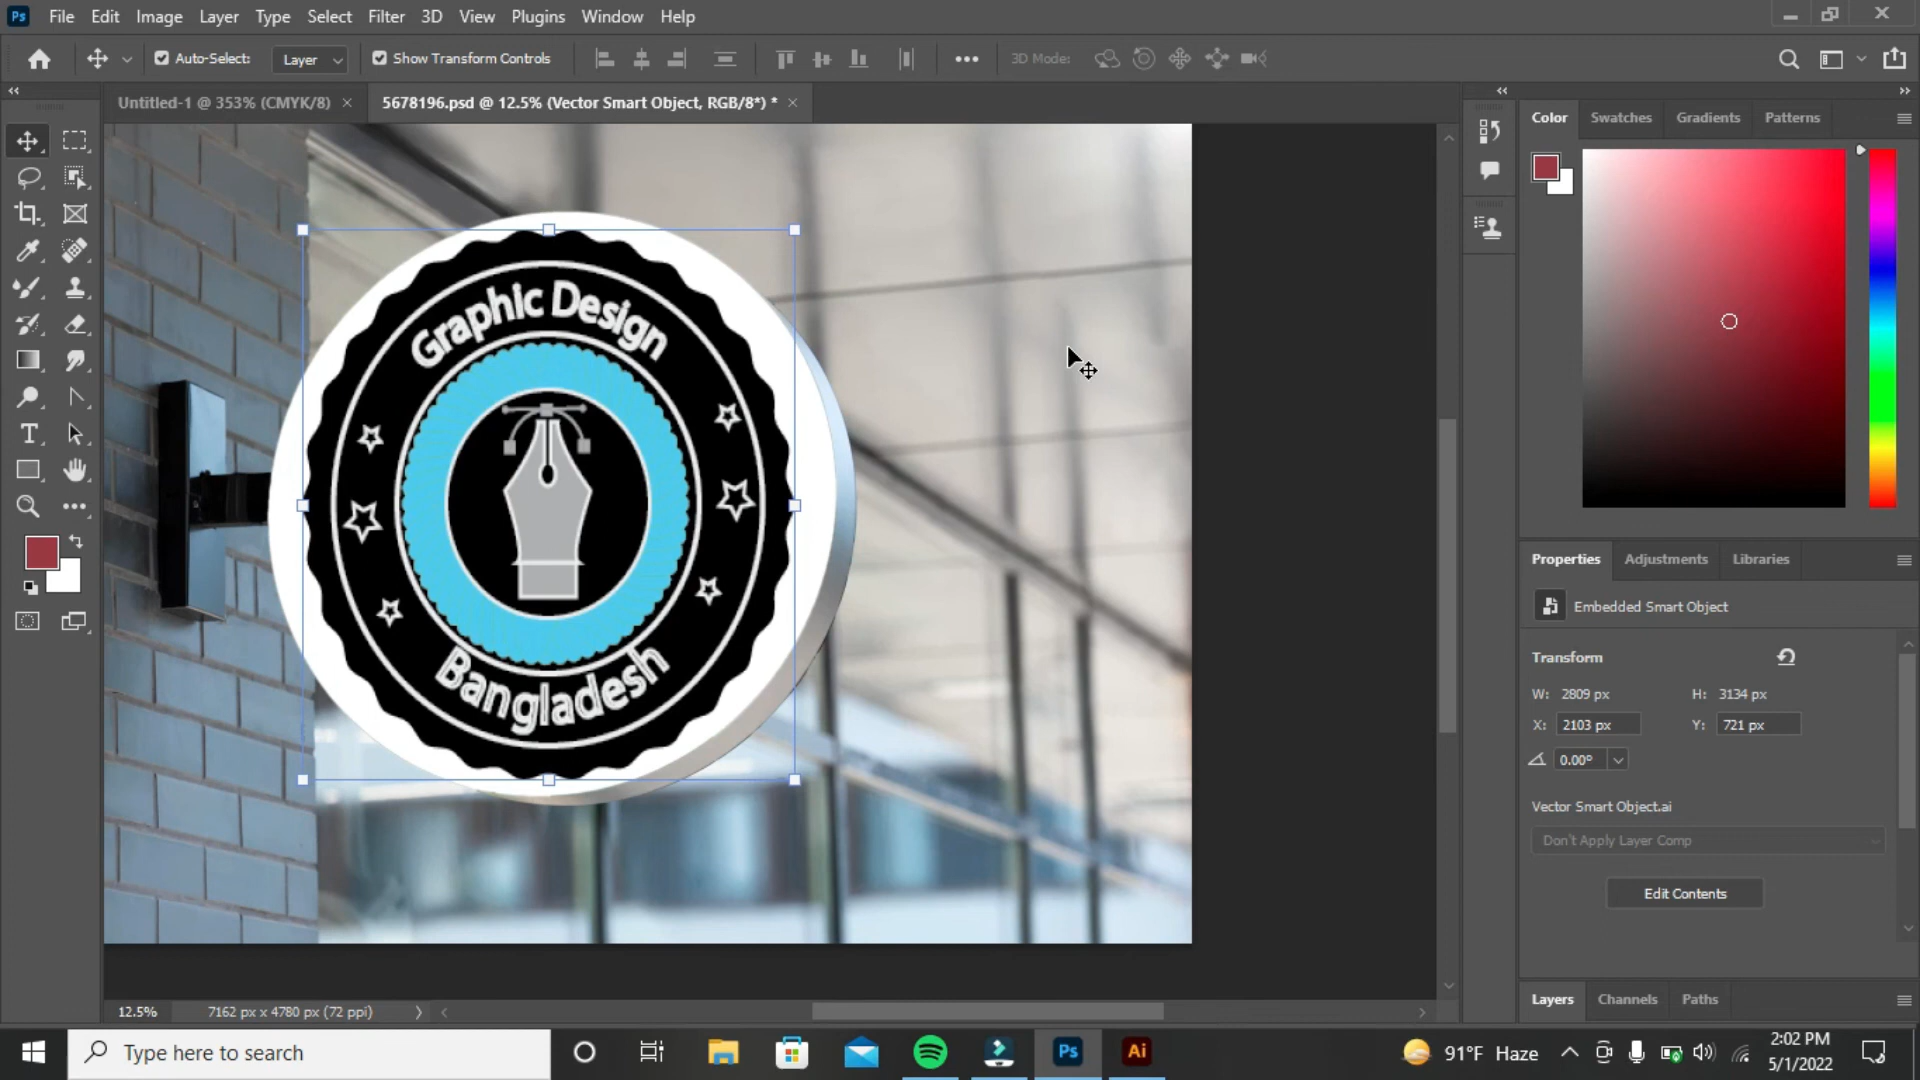 Ps File Edit Image Layer Type Select Filter 3D View Plugins Window Help
Auto-Select: Layer Show Transform Controls 3D Mode:
Untitled-1 @ 353% (CMYK/8) × 5678196.psd @ 12.5% (Vector Smart Object, RGB/8*) * ×
Color Swatches Gradients Patterns
Graphic Design
Bangladesh
Properties Adjustments Libraries
Embedded Smart Object
Transform
W: 2809 px H: 3134 px
X: 2103 px Y: 721 px
0.00°
Vector Smart Object.ai
Don't Apply Layer Comp
Edit Contents
Layers Channels Paths
12.5% 7162 px x 4780 px (72 ppi)
Type here to search
Ps Ai
91°F Haze
2:02 PM
5/1/2022